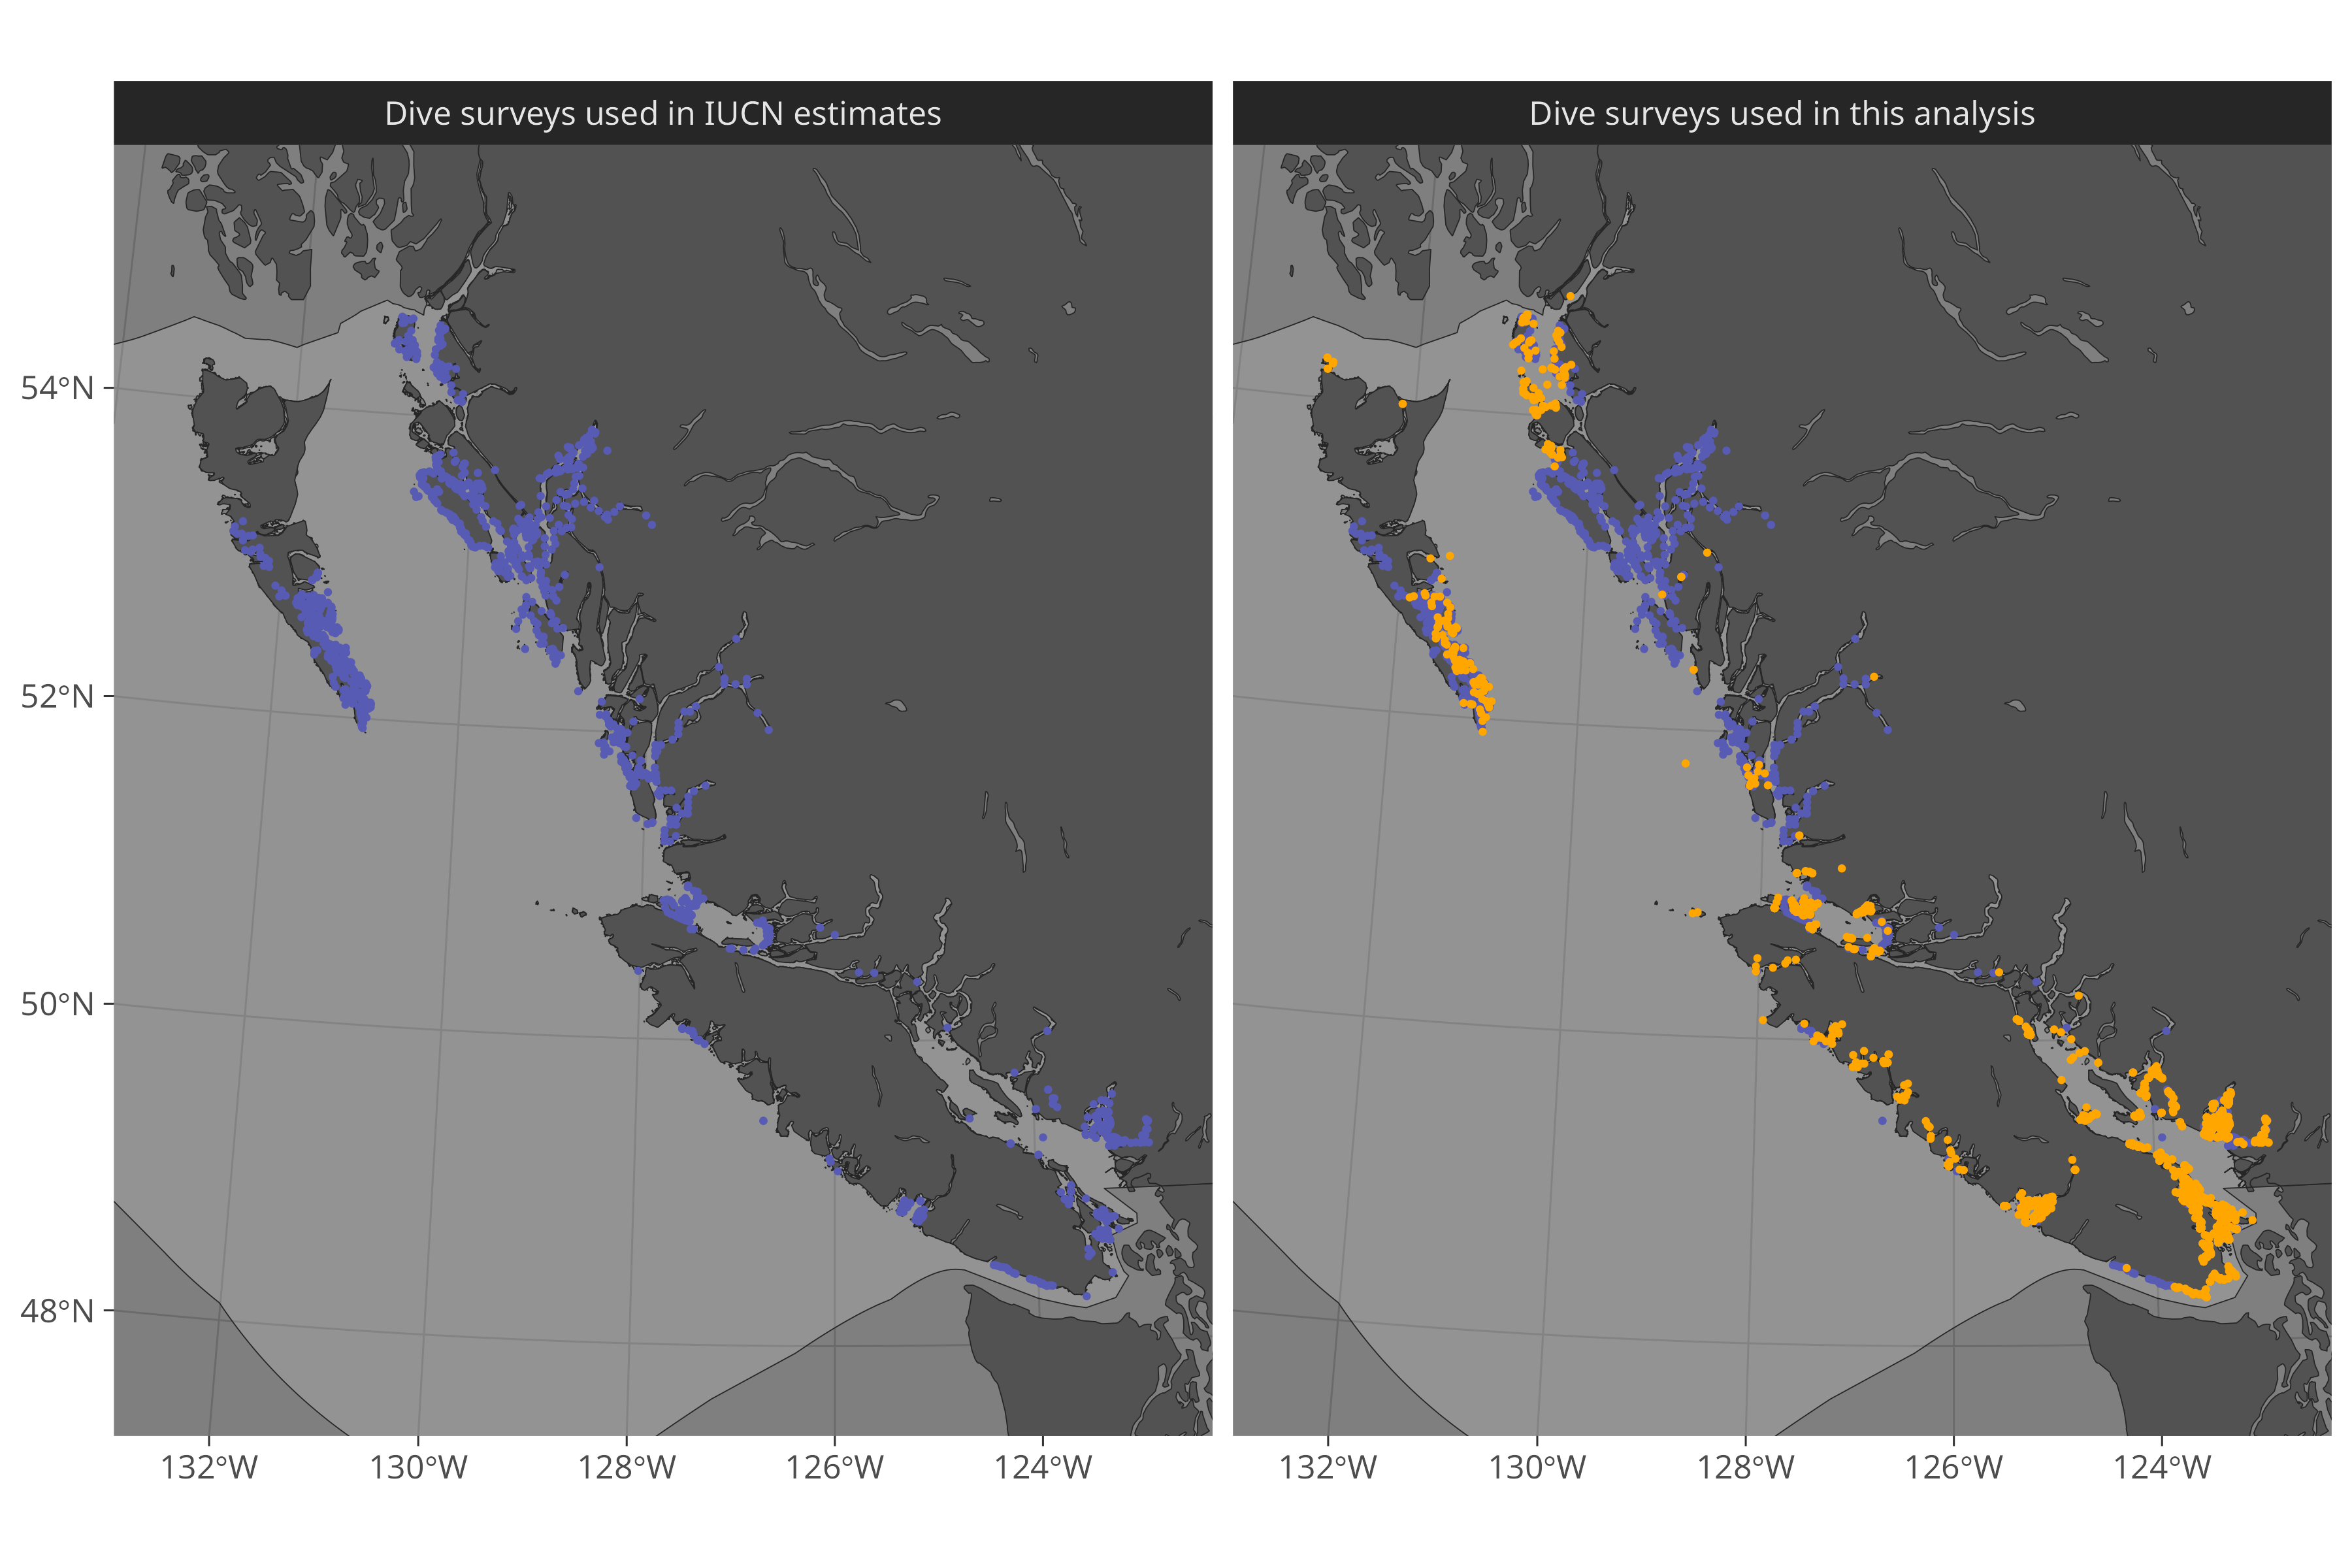 Dive surveys used in IUCN estimates
Dive surveys used in this analysis
54°N
52°N
50°N
48°N
132°W 130°W 128°W 126°W 124°W
132°W 130°W 128°W 126°W 124°W